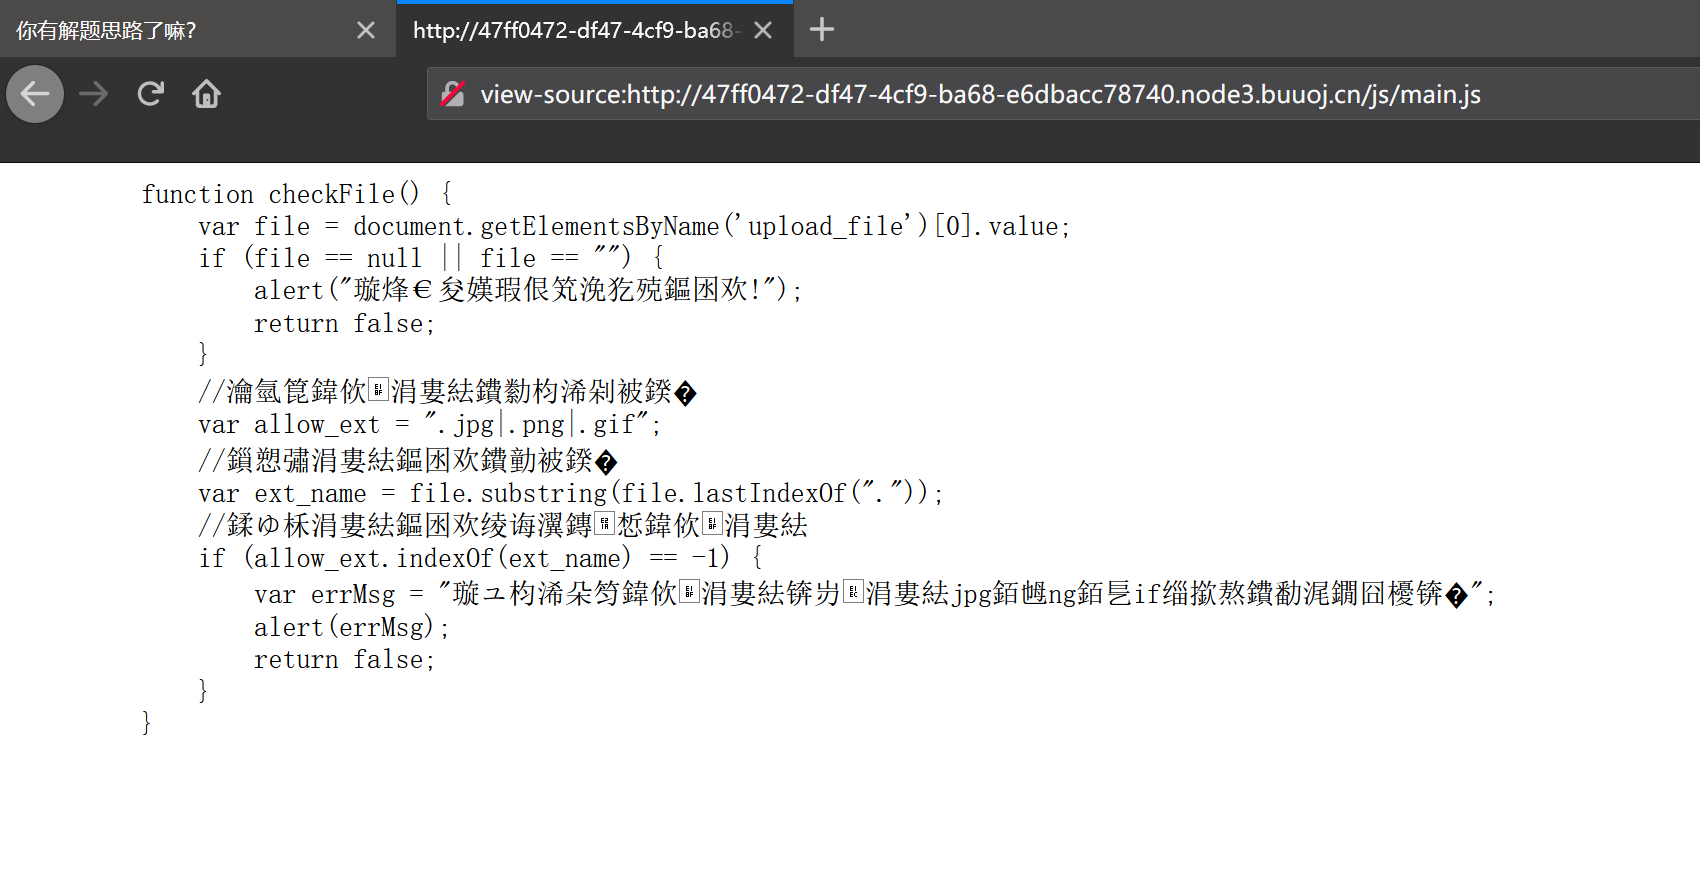 你有解题思路了嘛?
http://47ff0472-df47-4cf9-ba68-
view-source:http://47ff0472-df47-4cf9-ba68-e6dbacc78740.node3.buuoj.cn/js/main.js
function checkFile() {
var file = document.getElementsByName('upload_file')[0].value;
if (file == null || file == "") {
alert("璇烽€夋嫨瑕佷笂浼犵殑鏂囦欢!");
return false;
}
//瀹氫箟鍏佽涓婁紶鐨勬枃浠剁被鍨�
var allow_ext = ".jpg|.png|.gif";
//鎻愬彇涓婁紶鏂囦欢鐨勭被鍨�
var ext_name = file.substring(file.lastIndexOf("."));
//鍒ゆ柇涓婁紶鏂囦欢绫诲瀷鏄惁鍏佽涓婁紶
if (allow_ext.indexOf(ext_name) == -1) {
var errMsg = "璇ユ枃浠朵笉鍏佽涓婁紶锛岃涓婁紶jpg銆乸ng銆乬if缁撳熬鐨勫浘鐗囧櫢锛�";
alert(errMsg);
return false;
}
}